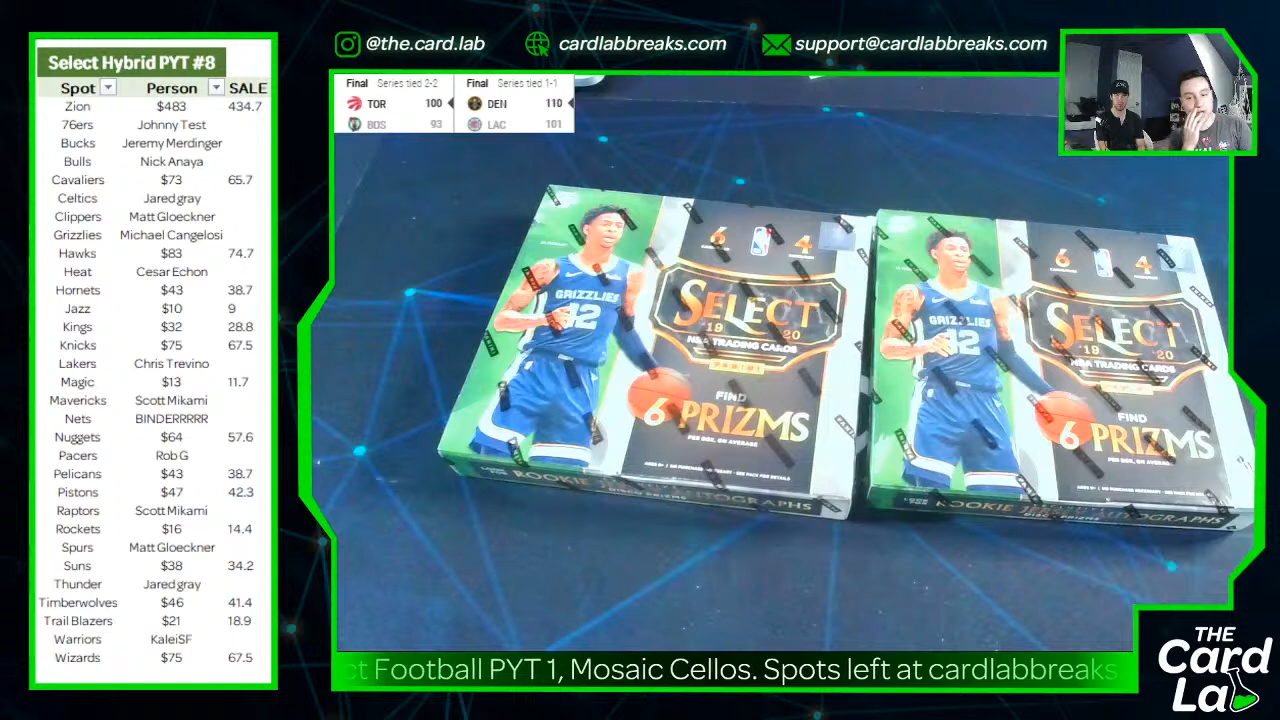 @the.card.lab
cardlabbreaks.com
support@cardlabbreaks.com
Select Hybrid PYT #8
Spot Person SALE
Zion $483 434.7
76ers Johnny Test
Bucks Jeremy Merdinger
Bulls Nick Anaya
Cavaliers $73 65.7
Celtics Jared gray
Clippers Matt Gloeckner
Grizzlies Michael Cangelosi
Hawks $83 74.7
Heat Cesar Echon
Hornets $43 38.7
Jazz $10 9
Kings $32 28.8
Knicks $75 67.5
Lakers Chris Trevino
Magic $13 11.7
Mavericks Scott Mikami
Nets BINDERRRRR
Nuggets $64 57.6
Pacers Rob G
Pelicans $43 38.7
Pistons $47 42.3
Raptors Scott Mikami
Rockets $16 14.4
Spurs Matt Gloeckner
Suns $38 34.2
Thunder Jared gray
Timberwolves $46 41.4
Trail Blazers $21 18.9
Warriors KaleiSF
Wizards $75 67.5
Final Series tied 2-2
TOR 100
BOS 93
Final Series tied 1-1
DEN 110
LAC 101
6 4
SELECT
19 20
NBA TRADING CARDS
PANINI
FIND
6 PRIZMS
PER BOX, ON AVERAGE
GRIZZLIES
12
6 4
SELECT
19 20
NBA TRADING CARDS
FIND
6 PRIZMS
GRIZZLIES
12
ct Football PYT 1, Mosaic Cellos. Spots left at cardlabbreaks
THE
Card
La